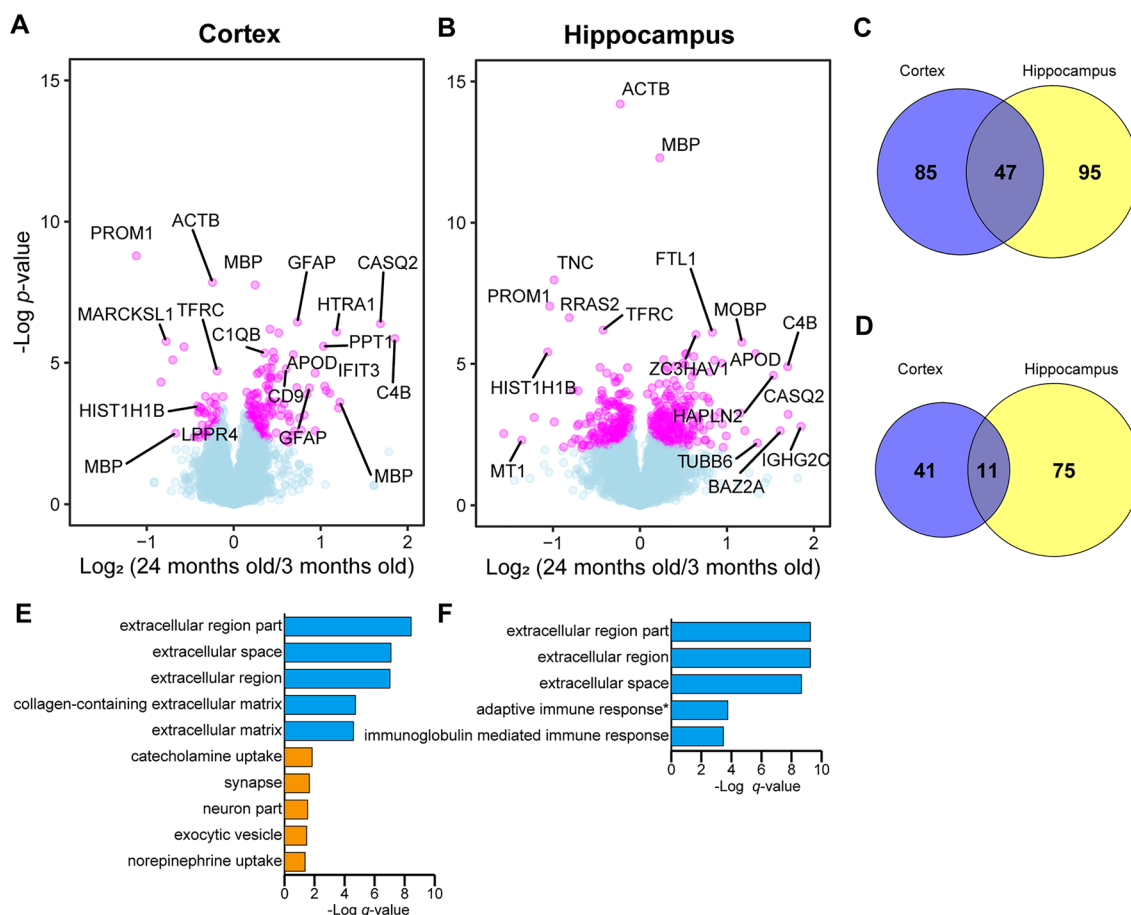 A
Cortex
15
10
5
0
-Log p-value
PROM1
ACTB
MBP
GFAP
CASQ2
MARCKSL1
TFRC
HTRA1
C1QB
PPT1
APOD
IFIT3
CD9
C4B
HIST1H1B
LPPR4
GFAP
MBP
MBP
−1
0
1
2
Log₂ (24 months old/3 months old)
B
Hippocampus
15
10
5
0
ACTB
MBP
TNC
FTL1
PROM1
RRAS2
TFRC
MOBP
C4B
ZC3HAV1
APOD
HIST1H1B
CASQ2
HAPLN2
MT1
TUBB6
IGHG2C
BAZ2A
−1
0
1
2
Log₂ (24 months old/3 months old)
C
Cortex
Hippocampus
85
47
95
D
Cortex
Hippocampus
41
11
75
E
extracellular region part
extracellular space
extracellular region
collagen-containing extracellular matrix
extracellular matrix
catecholamine uptake
synapse
neuron part
exocytic vesicle
norepinephrine uptake
0 2 4 6 8 10
-Log q-value
F
extracellular region part
extracellular region
extracellular space
adaptive immune response*
immunoglobulin mediated immune response
0 2 4 6 8 10
-Log q-value